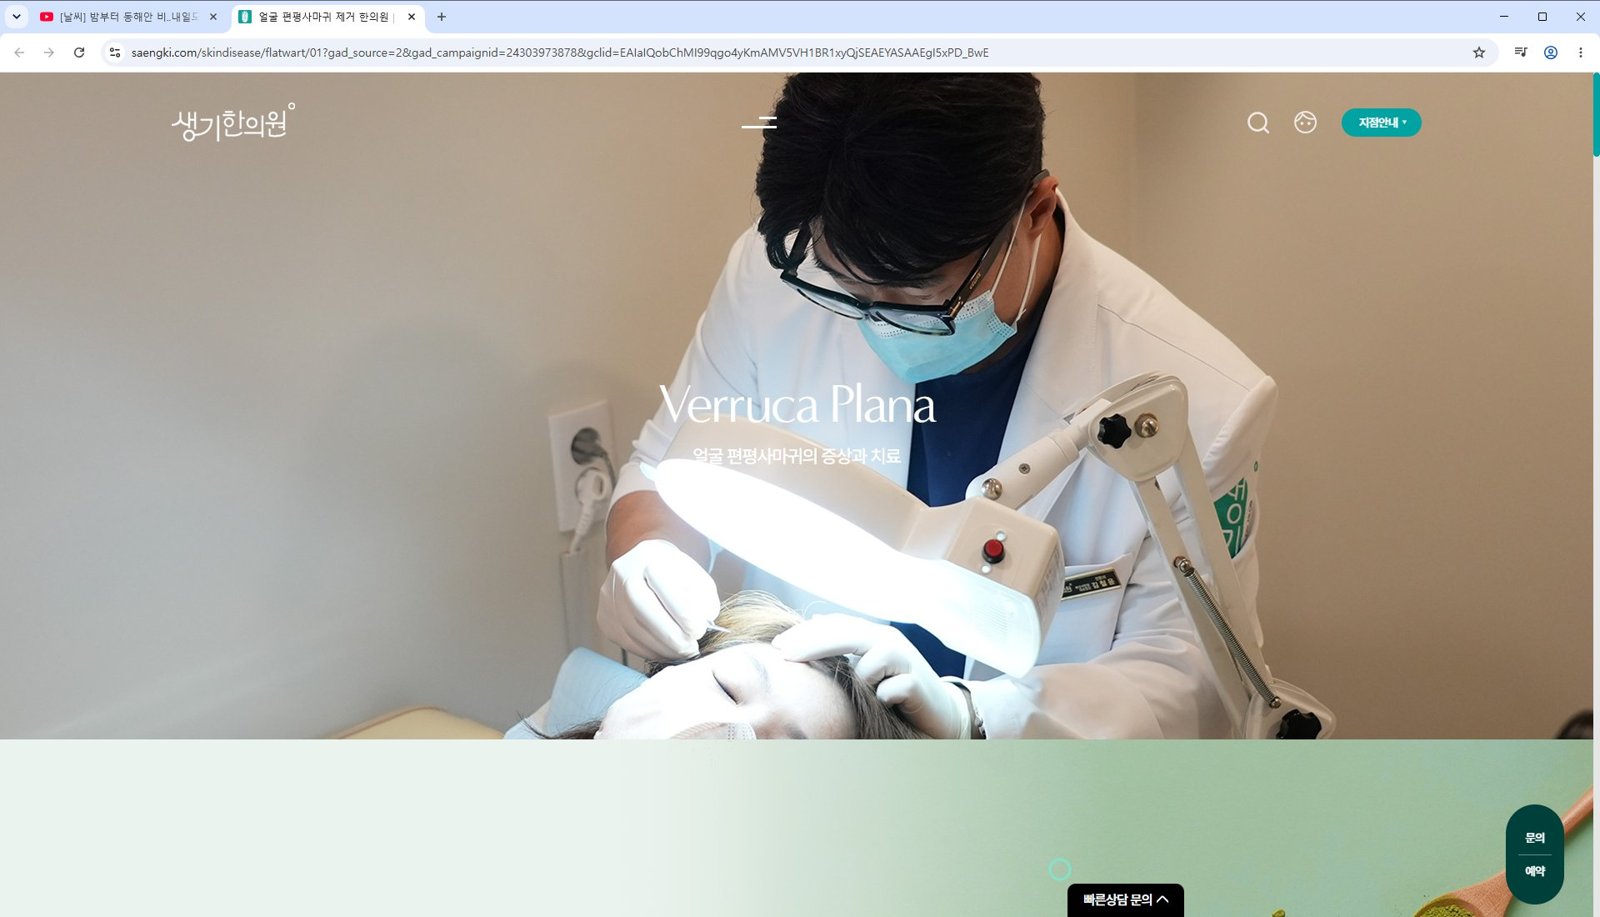 [날씨] 밤부터 동해안 비..내일도
얼굴 편평사마귀 제거 한의원 |
saengki.com/skindisease/flatwart/01?gad_source=2&gad_campaignid=24303973878&gclid=EAIaIQobChMI99qgo4yKmAMV5VH1BR1xyQjSEAEYASAAEgI5xPD_BwE
생기한의원
지점안내
Verruca Plana
얼굴 편평사마귀의 증상과 치료
문의
예약
빠른상담 문의